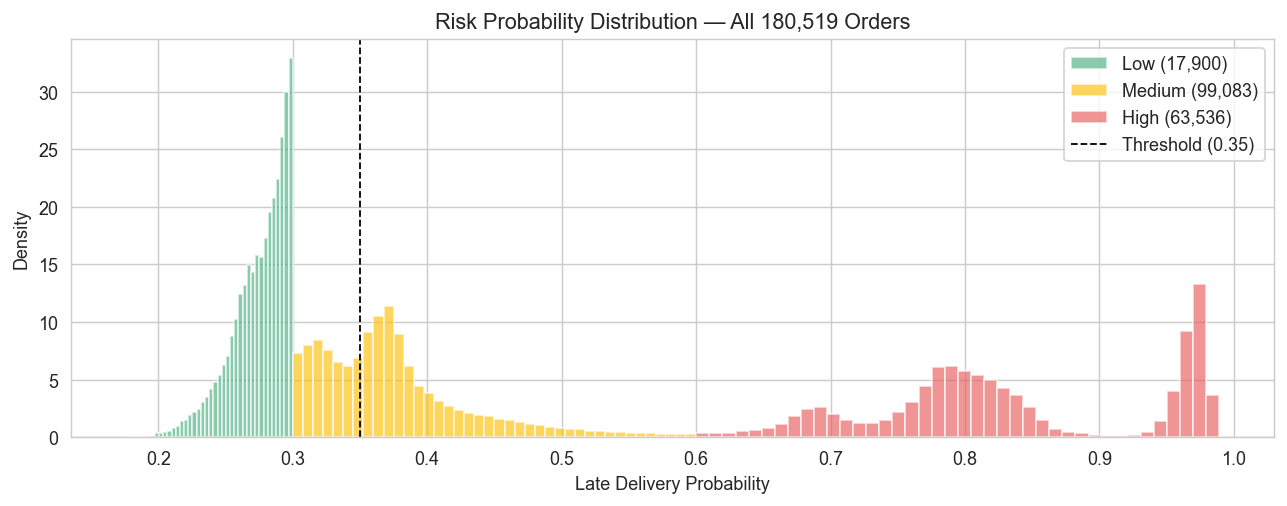 Risk Probability Distribution — All 180,519 Orders
Low (17,900)
Medium (99,083)
High (63,536)
Threshold (0.35)
Density
30
25
20
15
10
5
0
0.2 0.3 0.4 0.5 0.6 0.7 0.8 0.9 1.0
Late Delivery Probability